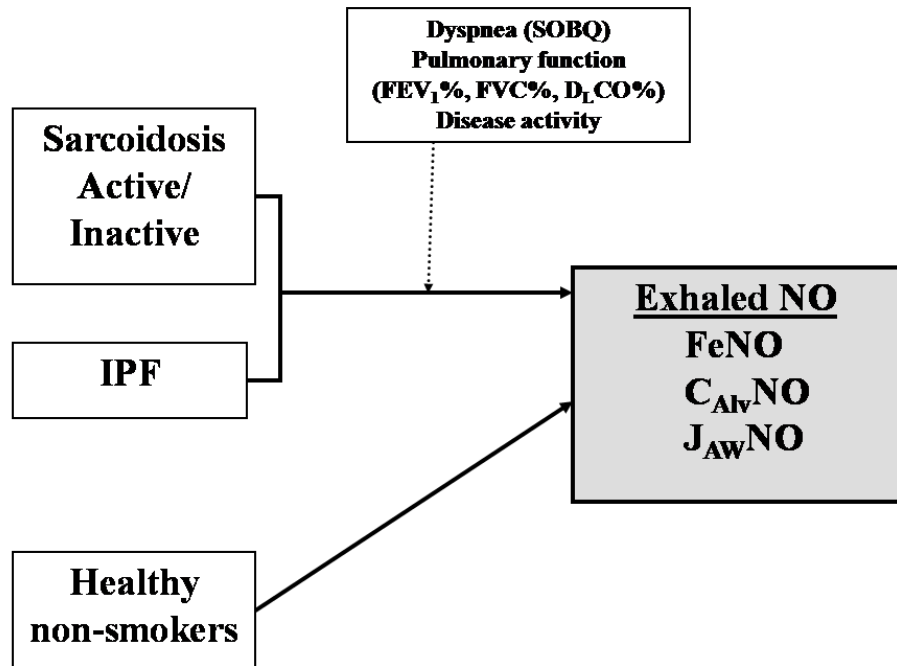 Dyspnea (SOBQ)
Pulmonary function
(FEV₁%, FVC%, DLCO%)
Disease activity
Sarcoidosis
Active/
Inactive
IPF
Healthy
non-smokers
Exhaled NO
FeNO
CAlvNO
JAWNO